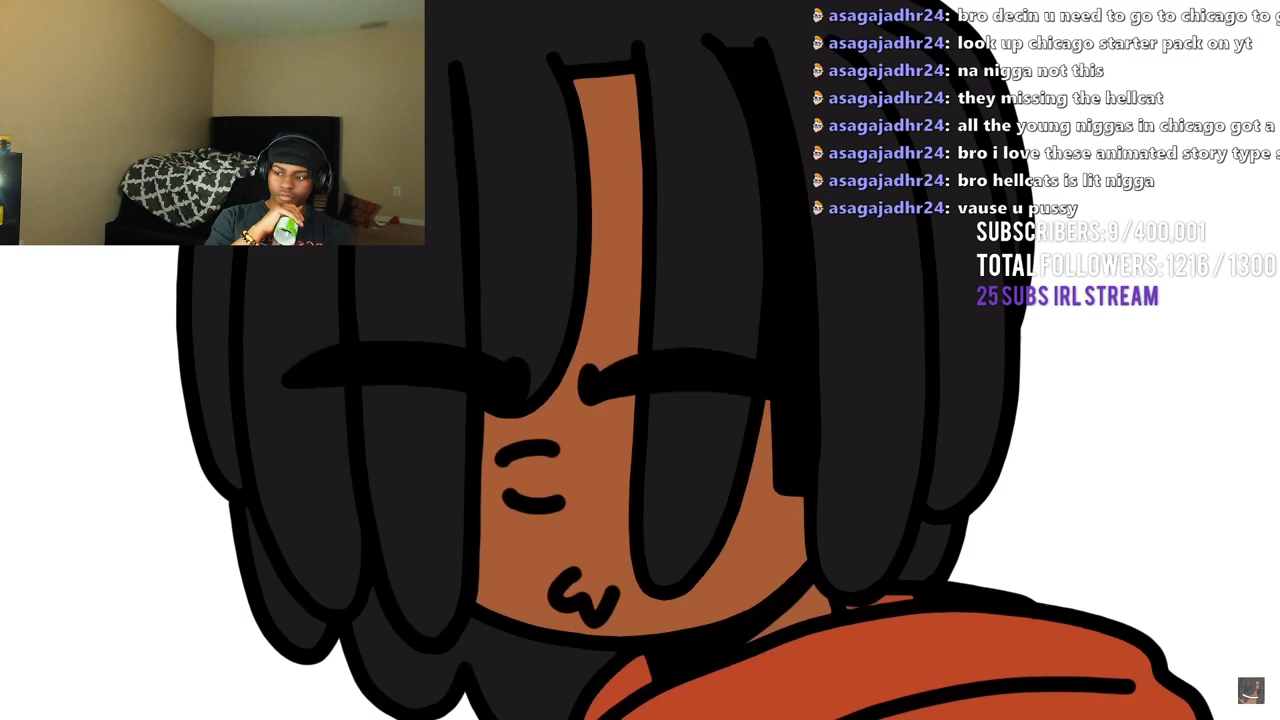 asagajadhr24: bro decin u need to go to chicago to
asagajadhr24: look up chicago starter pack on yt
asagajadhr24: na nigga not this
asagajadhr24: they missing the hellcat
asagajadhr24: all the young niggas in chicago got a
asagajadhr24: bro i love these animated story type
asagajadhr24: bro hellcats is lit nigga
asagajadhr24: vause u pussy
SUBSCRIBERS: 9 / 400,001
TOTAL FOLLOWERS: 1216 / 1300
25 SUBS IRL STREAM